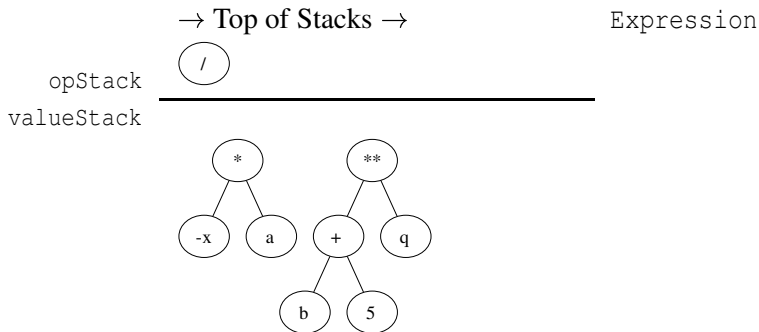 → Top of Stacks → Expression
/
opStack
valueStack
* **
-x a + q
b 5